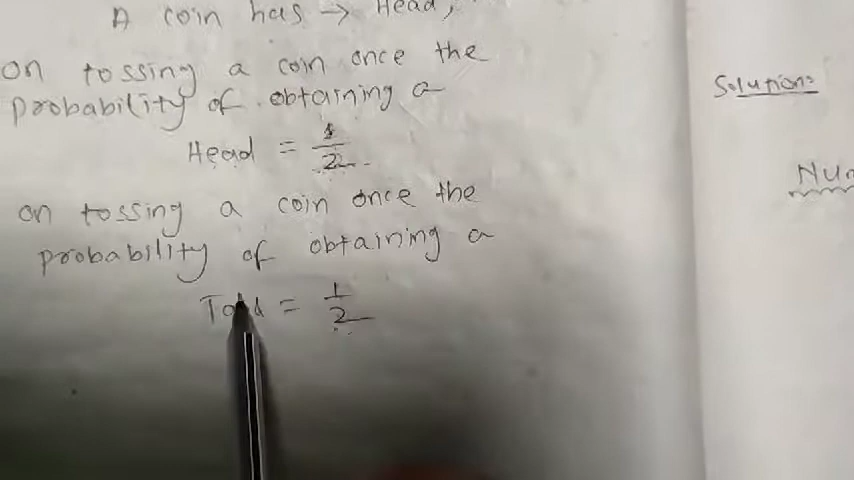 A coin has → Head,
on tossing a coin once the
probability of obtaining a
Head = 1/2
on tossing a coin once the
probability of obtaining a
= 1/2
Solution: